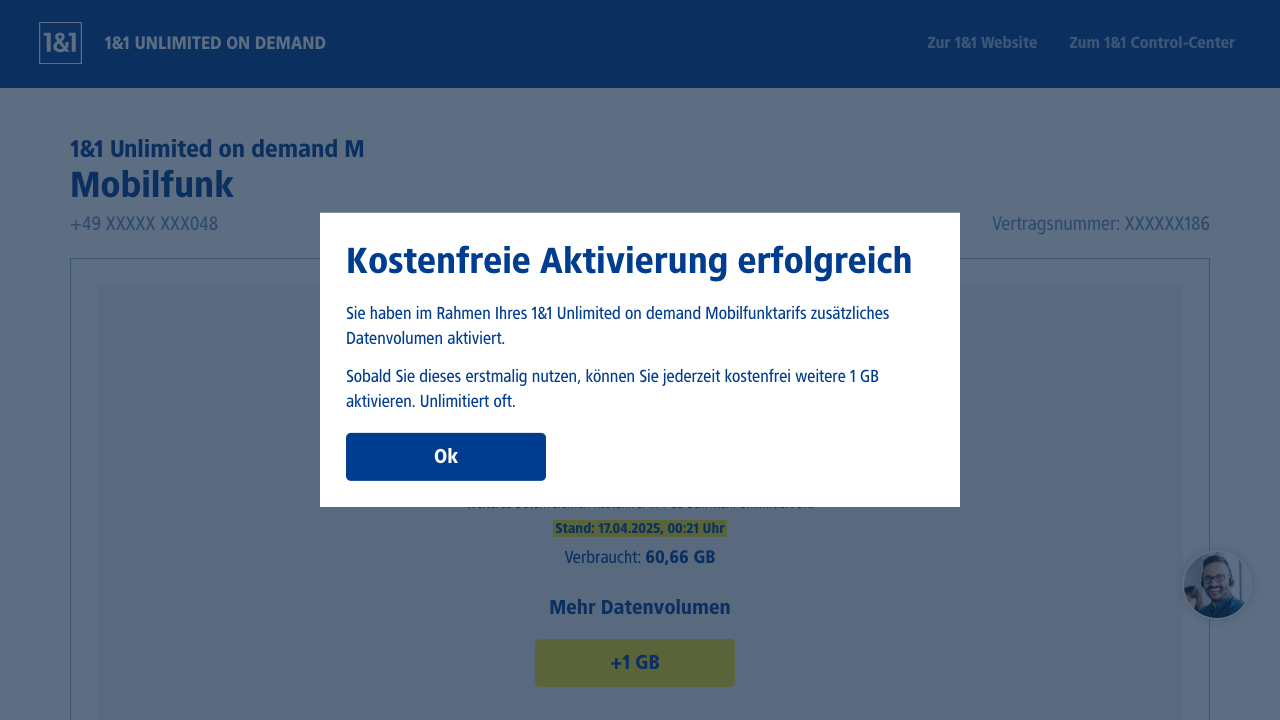 1&1
1&1 UNLIMITED ON DEMAND
Zur 1&1 Website
Zum 1&1 Control-Center
1&1 Unlimited on demand M
Mobilfunk
+49 XXXXX XXX048
Vertragsnummer: XXXXXX186
Kostenfreie Aktivierung erfolgreich
Sie haben im Rahmen Ihres 1&1 Unlimited on demand Mobilfunktarifs zusätzliches
Datenvolumen aktiviert.
Sobald Sie dieses erstmalig nutzen, können Sie jederzeit kostenfrei weitere 1 GB
aktivieren. Unlimitiert oft.
Ok
Stand: 17.04.2025, 00:21 Uhr
Verbraucht: 60,66 GB
Mehr Datenvolumen
+1 GB